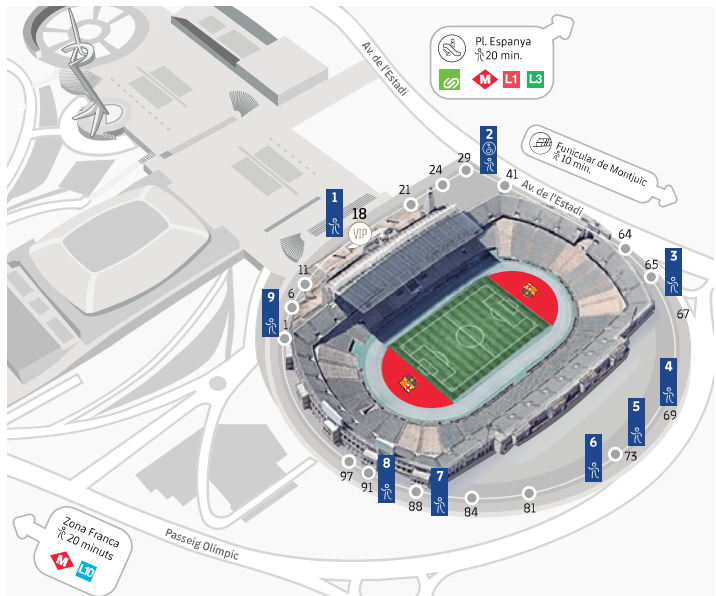 Pl. Espanya
20 min.
M L1 L3
Av. de l'Estadi
Funicular de Montjuïc
10 min.
Av. de l'Estadi
2
29
24
41
21
1
18
VIP
64
65
3
67
11
6
9
1
4
69
5
73
6
97
91
8
88
7
84
81
Zona Franca
20 minuts
M L10
Passeig Olímpic